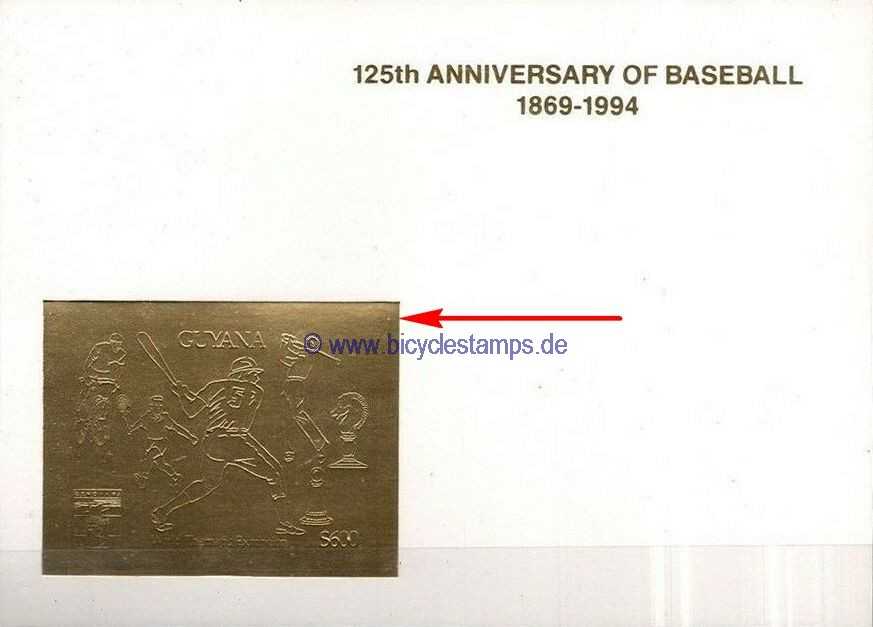 125th ANNIVERSARY OF BASEBALL
1869-1994
GUYANA
© www.bicyclestamps.de
$600